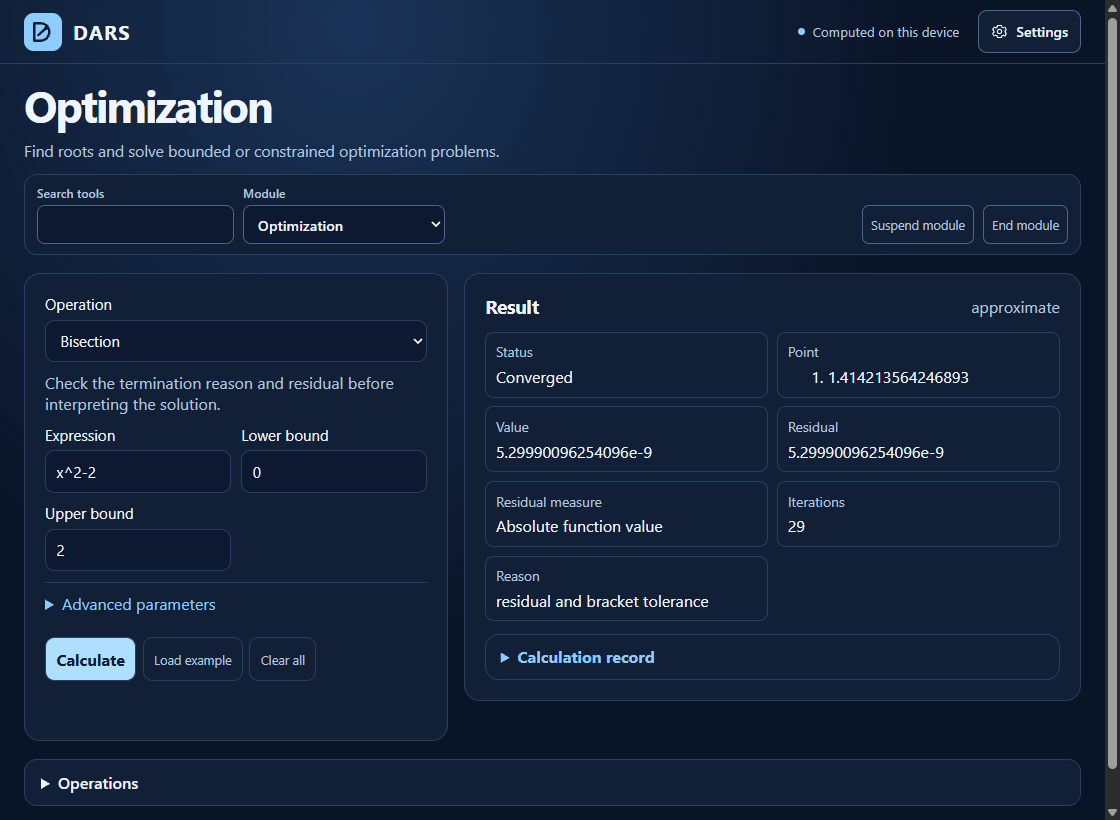 DARS
Computed on this device
Settings
Optimization
Find roots and solve bounded or constrained optimization problems.
Search tools
Module
Optimization
Suspend module
End module
Operation
Bisection
Check the termination reason and residual before
interpreting the solution.
Expression
Lower bound
x^2-2
0
Upper bound
2
Advanced parameters
Calculate
Load example
Clear all
Result
approximate
Status
Converged
Point
1. 1.414213564246893
Value
5.29990096254096e-9
Residual
5.29990096254096e-9
Residual measure
Absolute function value
Iterations
29
Reason
residual and bracket tolerance
Calculation record
Operations